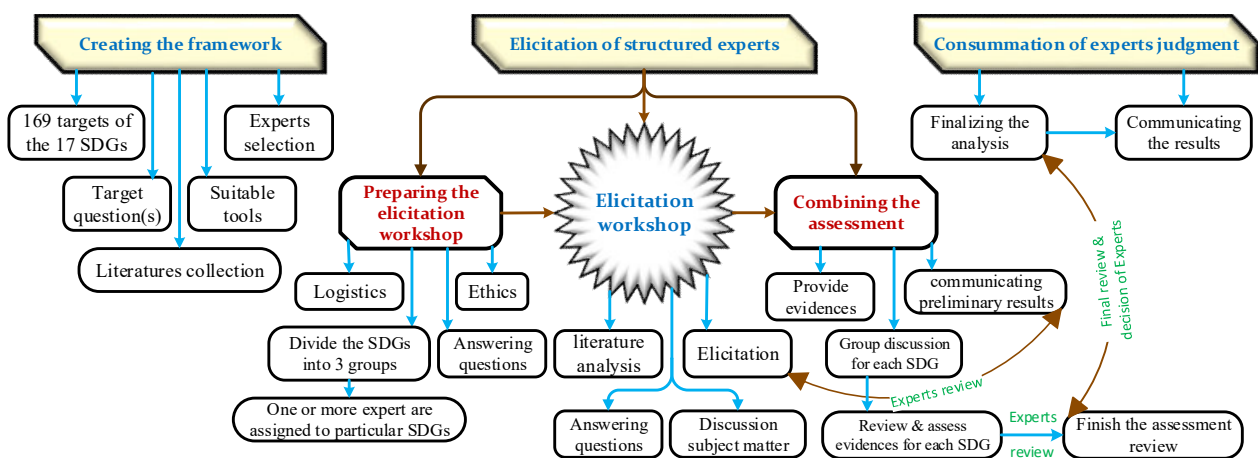 Creating the framework
Elicitation of structured experts
Consummation of experts judgment
169 targets of
the 17 SDGs
Experts
selection
Target
question(s)
Suitable
tools
Literatures collection
Preparing the
elicitation
workshop
Elicitation
workshop
Combining the
assessment
Finalizing the
analysis
Communicating
the results
Logistics
Ethics
Divide the SDGs
into 3 groups
Answering
questions
One or more expert are
assigned to particular SDGs
literature
analysis
Elicitation
Answering
questions
Discussion
subject matter
Provide
evidences
communicating
preliminary results
Group discussion
for each SDG
Review & assess
evidences for each SDG
Experts
review
Finish the assessment
review
Experts review
Final review &
decision of Experts